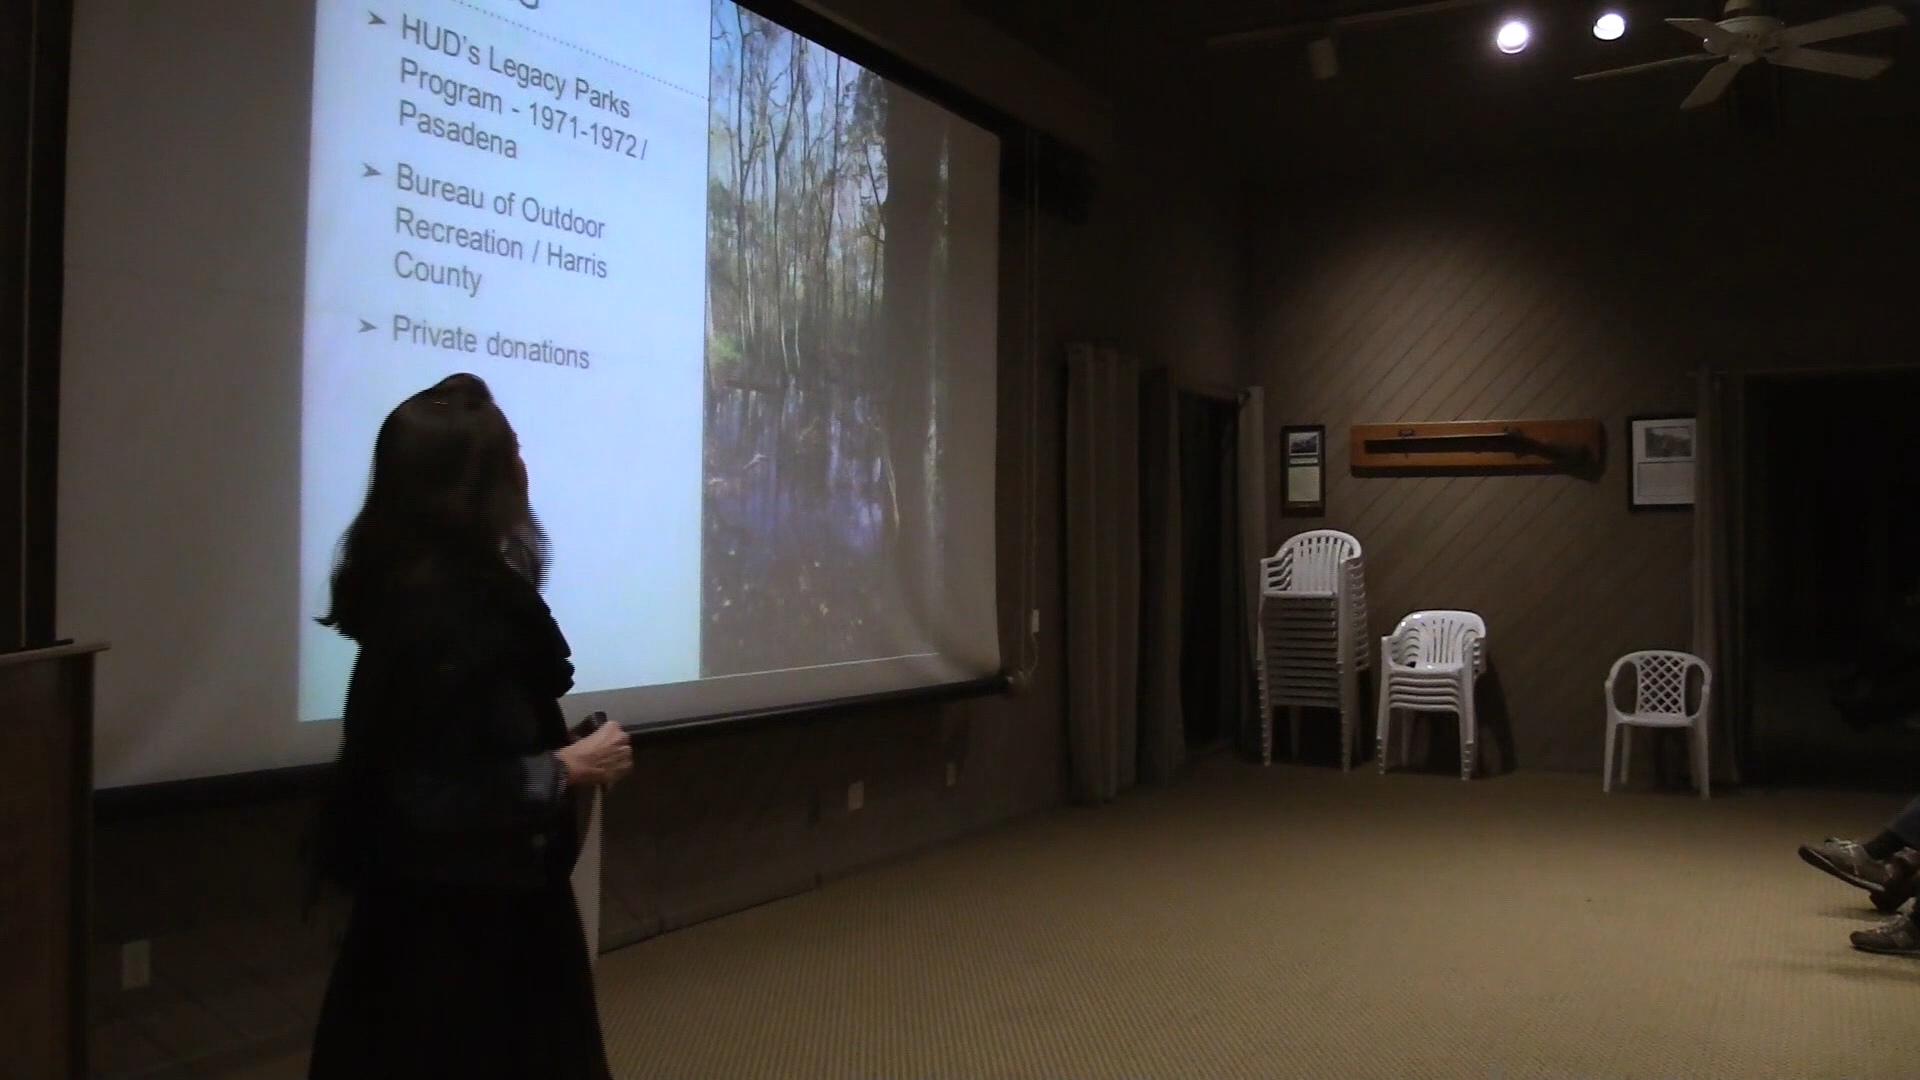 HUD's Legacy Parks
Program - 1971-1972 /
Pasadena
Bureau of Outdoor
Recreation / Harris
County
Private donations